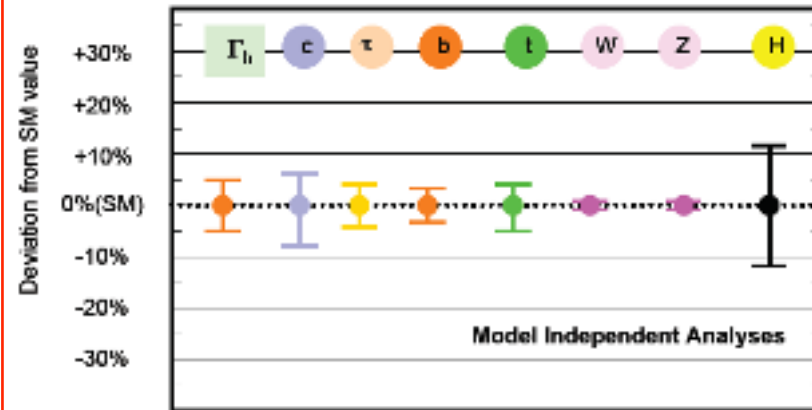 Deviation from SM value
+30%
+20%
+10%
0%(SM)
-10%
-20%
-30%
Γh c τ b t W Z H
Model Independent Analyses